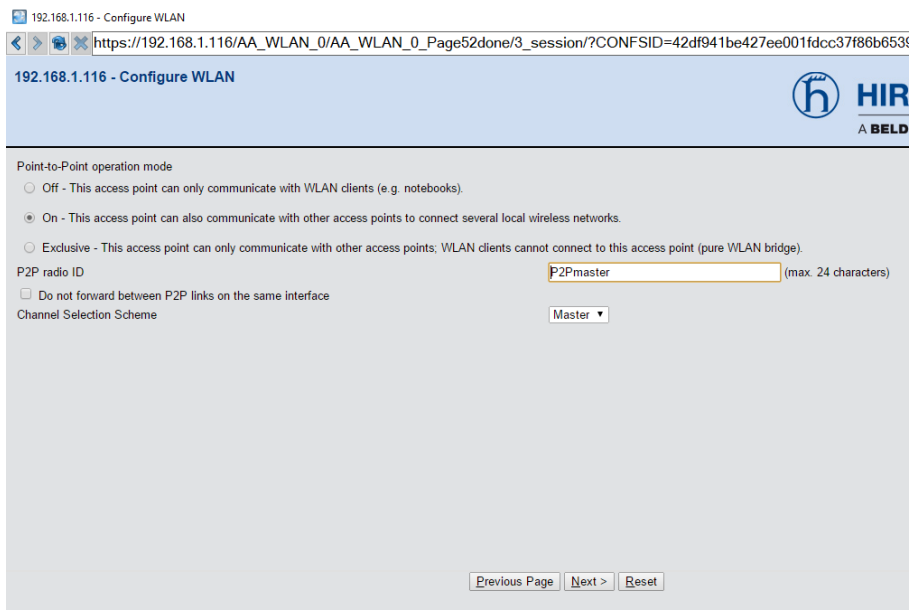 192.168.1.116 - Configure WLAN
https://192.168.1.116/AA_WLAN_0/AA_WLAN_0_Page52done/3_session/?CONFSID=42df941be427ee001fdcc37f86b6539
192.168.1.116 - Configure WLAN
HIR
A BELD
Point-to-Point operation mode
Off - This access point can only communicate with WLAN clients (e.g. notebooks).
On - This access point can also communicate with other access points to connect several local wireless networks.
Exclusive - This access point can only communicate with other access points; WLAN clients cannot connect to this access point (pure WLAN bridge).
P2P radio ID P2Pmaster (max. 24 characters)
Do not forward between P2P links on the same interface
Channel Selection Scheme Master
Previous Page Next > Reset